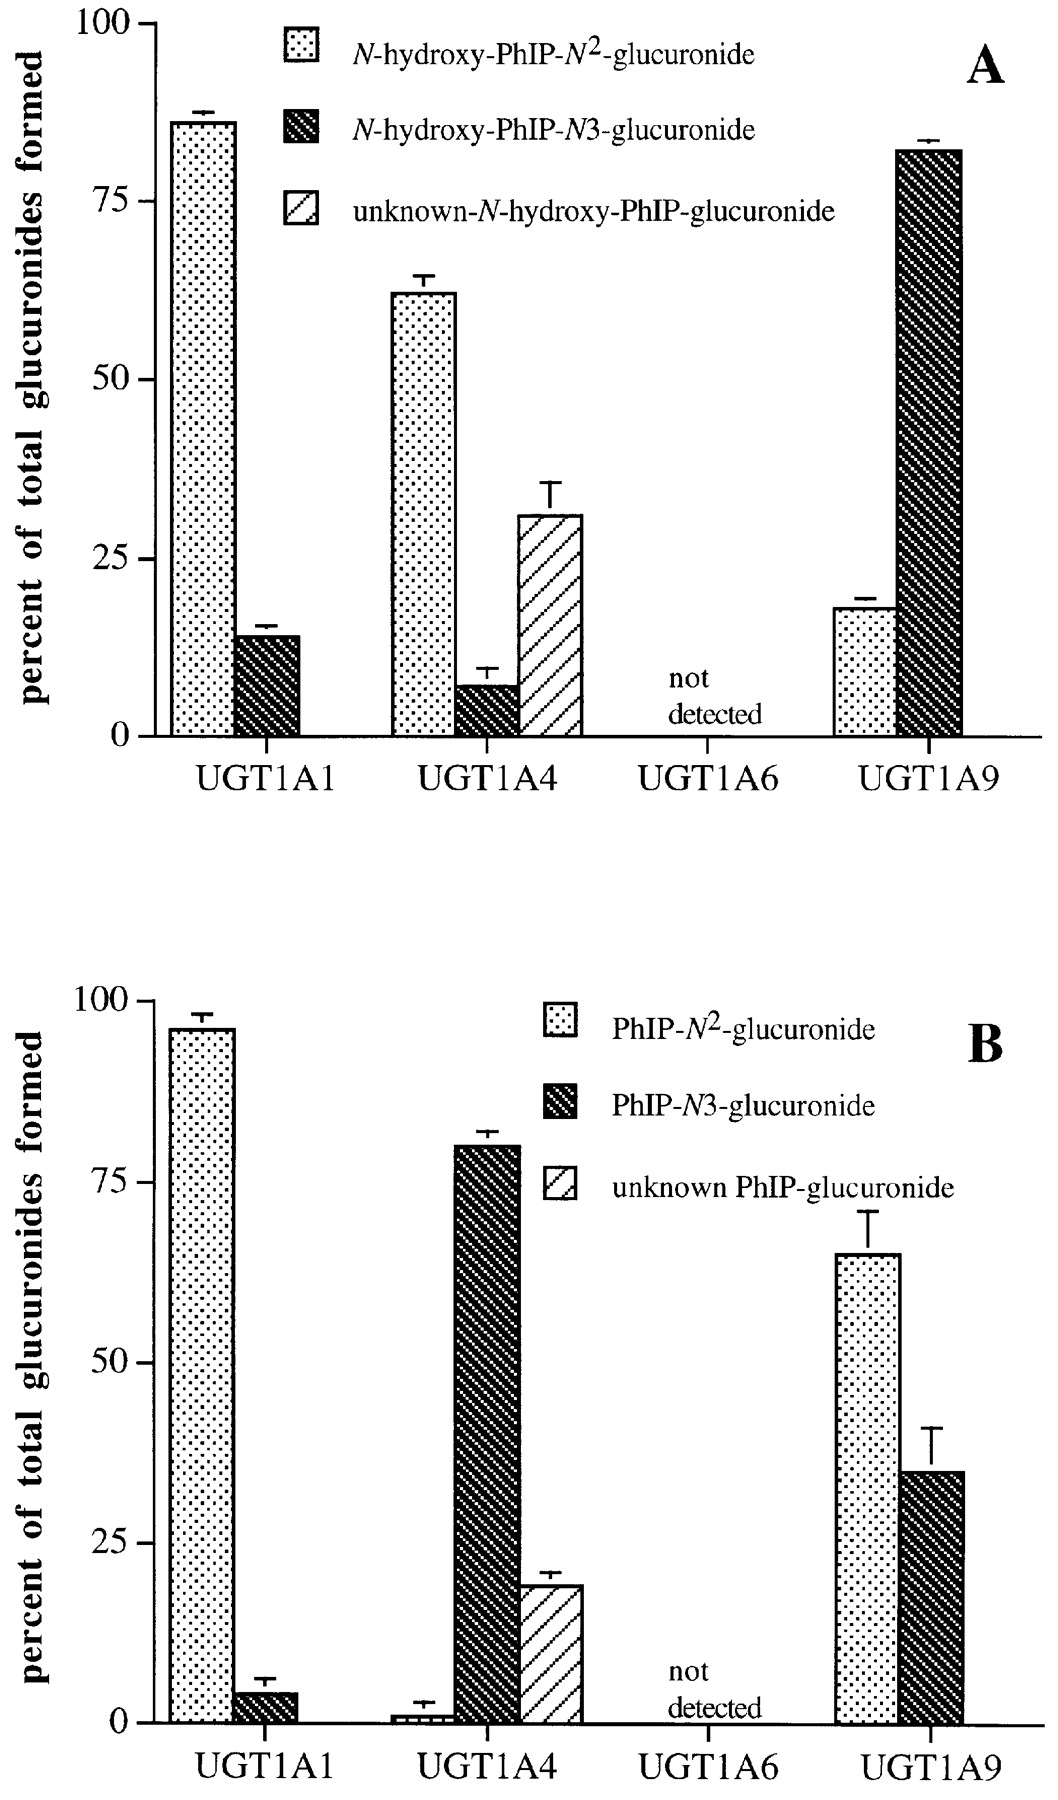 100
75
50
25
0
percent of total glucuronides formed
N-hydroxy-PhIP-N²-glucuronide
N-hydroxy-PhIP-N3-glucuronide
unknown-N-hydroxy-PhIP-glucuronide
A
not
detected
UGT1A1 UGT1A4 UGT1A6 UGT1A9
100
75
50
25
0
percent of total glucuronides formed
PhIP-N²-glucuronide
PhIP-N3-glucuronide
unknown PhIP-glucuronide
B
not
detected
UGT1A1 UGT1A4 UGT1A6 UGT1A9